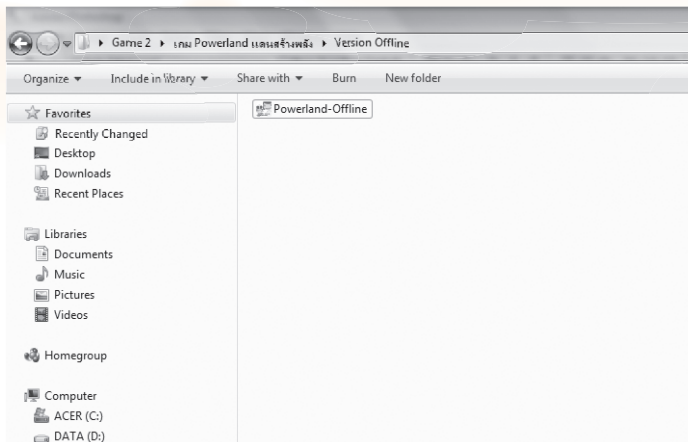 Game 2 ▸ เกม Powerland แดนสร้างพลัง ▸ Version Offline
Organize Include in library Share with Burn New folder
Favorites
Recently Changed
Desktop
Downloads
Recent Places
Libraries
Documents
Music
Pictures
Videos
Homegroup
Computer
ACER (C:)
DATA (D:)
Powerland-Offline